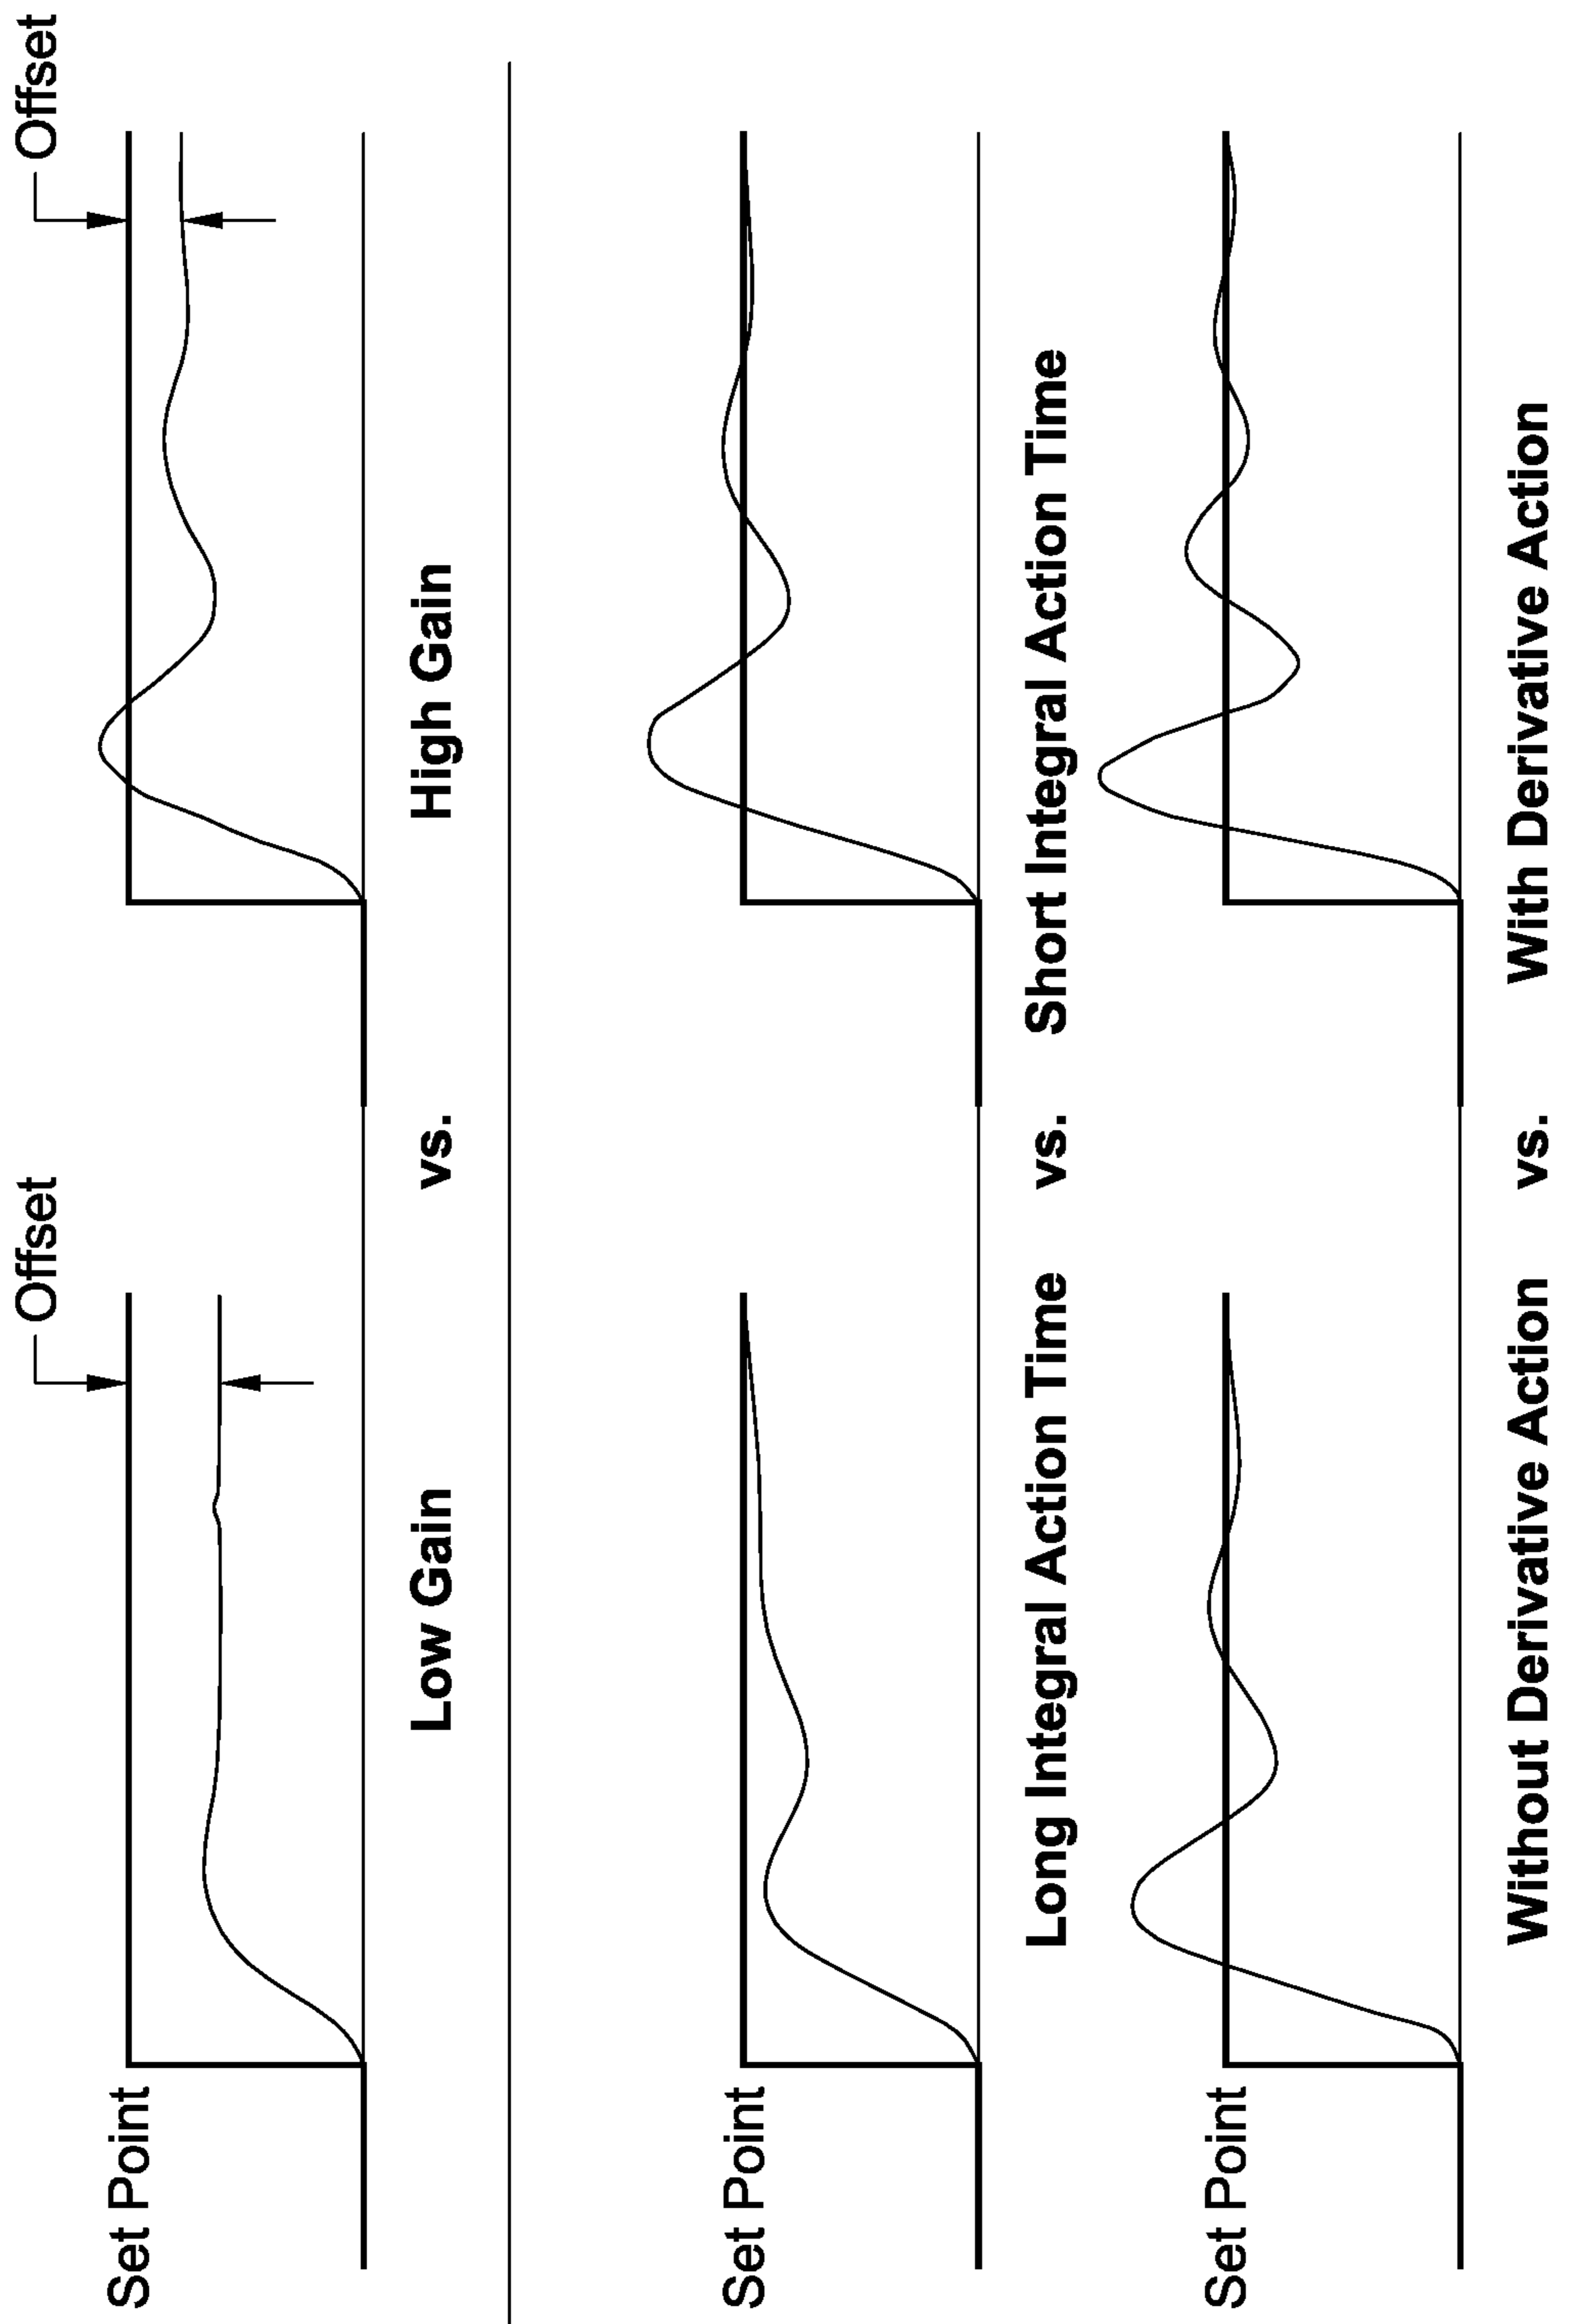 Offset Offset
Set Point
Low Gain vs. High Gain
Set Point
Long Integral Action Time vs. Short Integral Action Time
Set Point
Without Derivative Action vs. With Derivative Action